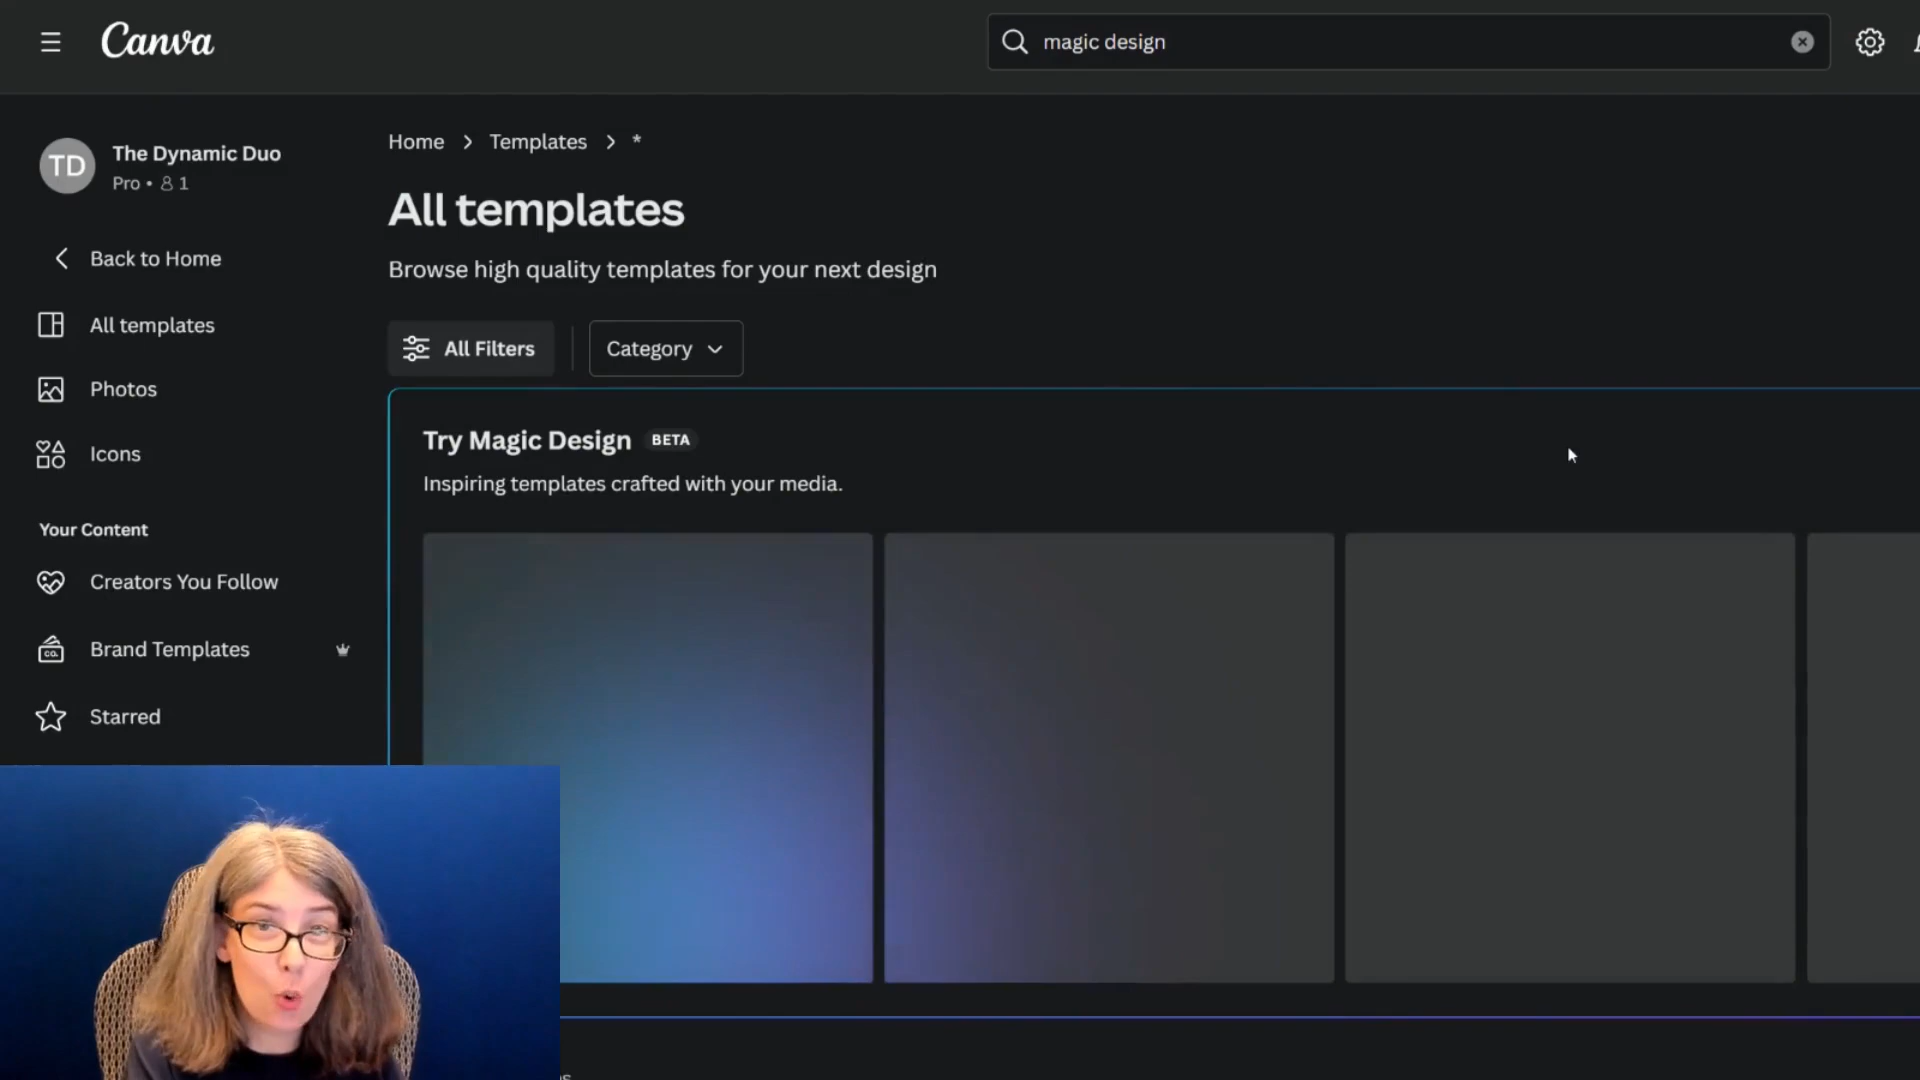 Canva
magic design
TD
The Dynamic Duo
Pro • 1
Back to Home
All templates
Photos
Icons
Your Content
Creators You Follow
CO.
Brand Templates
Starred
Home > Templates > *
All templates
Browse high quality templates for your next design
All Filters
Category
Try Magic Design BETA
Inspiring templates crafted with your media.